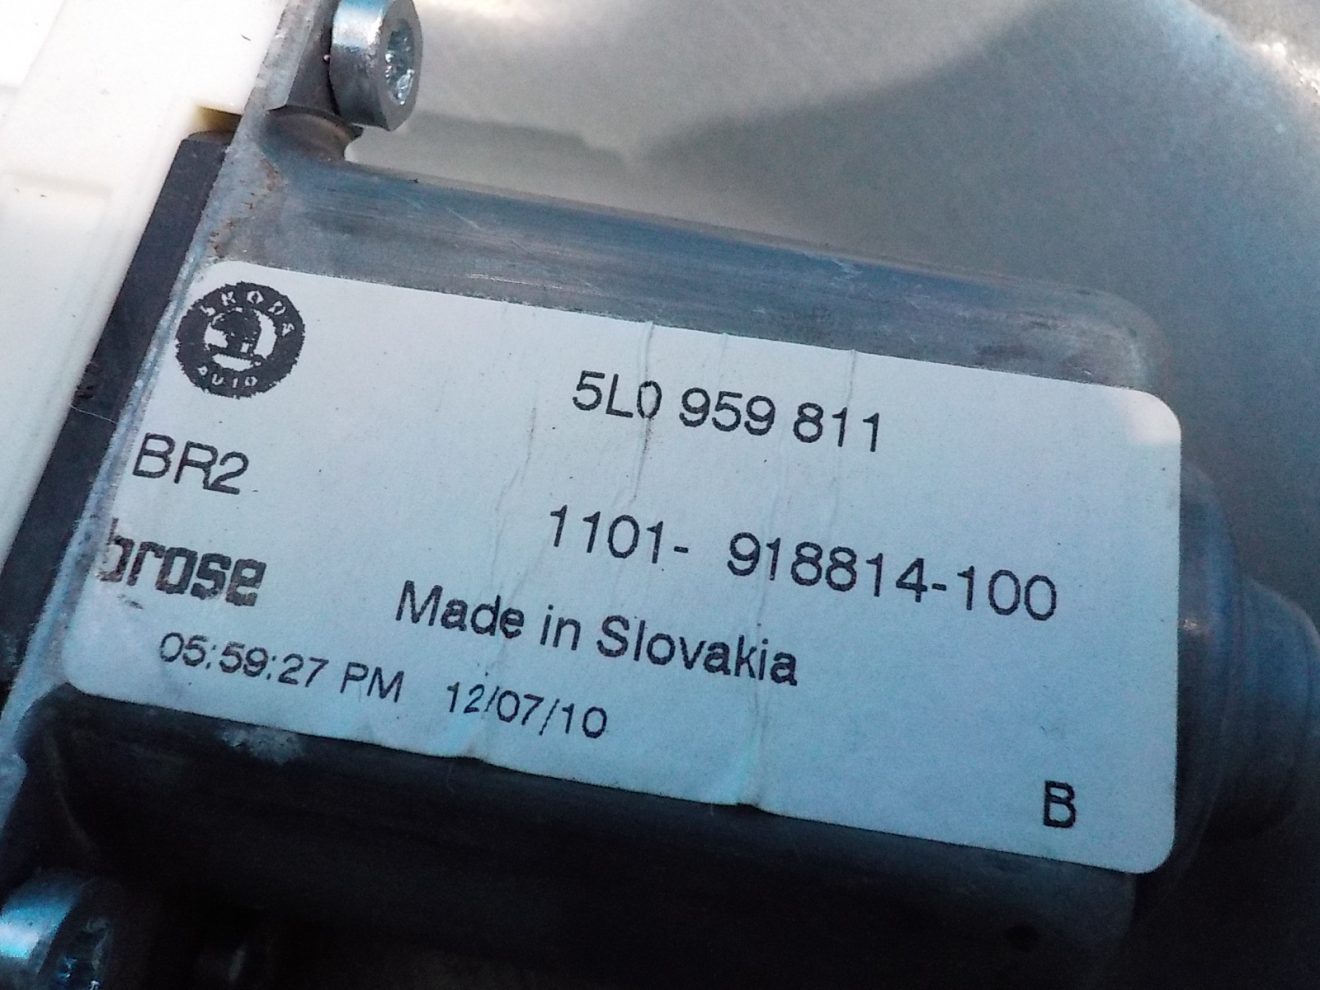 SKODA
AUTO
5L0 959 811
BR2
1101- 918814-100
brose
Made in Slovakia
05:59:27 PM 12/07/10
B